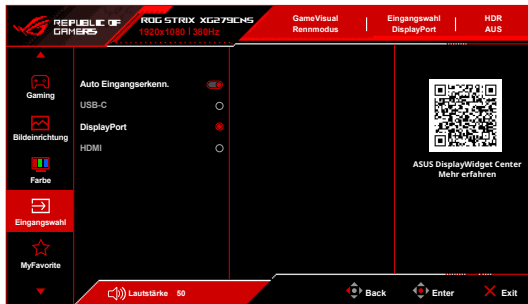 REPUBLIC OF
GAMERS
ROG STRIX XG279CNS
1920x1080 | 360Hz
GameVisual
Rennmodus
Eingangswahl
DisplayPort
HDR
AUS
Gaming
Bildeinrichtung
Farbe
Eingangswahl
MyFavorite
Auto Eingangserkenn.
USB-C
DisplayPort
HDMI
ASUS DisplayWidget Center
Mehr erfahren
Lautstärke 50
Back
Enter
Exit